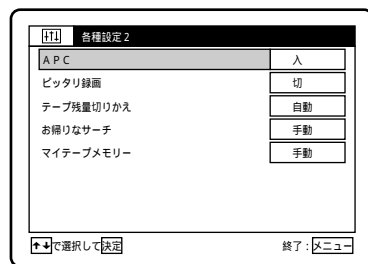 各種設定2
APC 入
ピッタリ録画 切
テープ残量切りかえ 自動
お帰りなサーチ 手動
マイテープメモリー 手動
↑↓で選択して決定 終了:メニュー